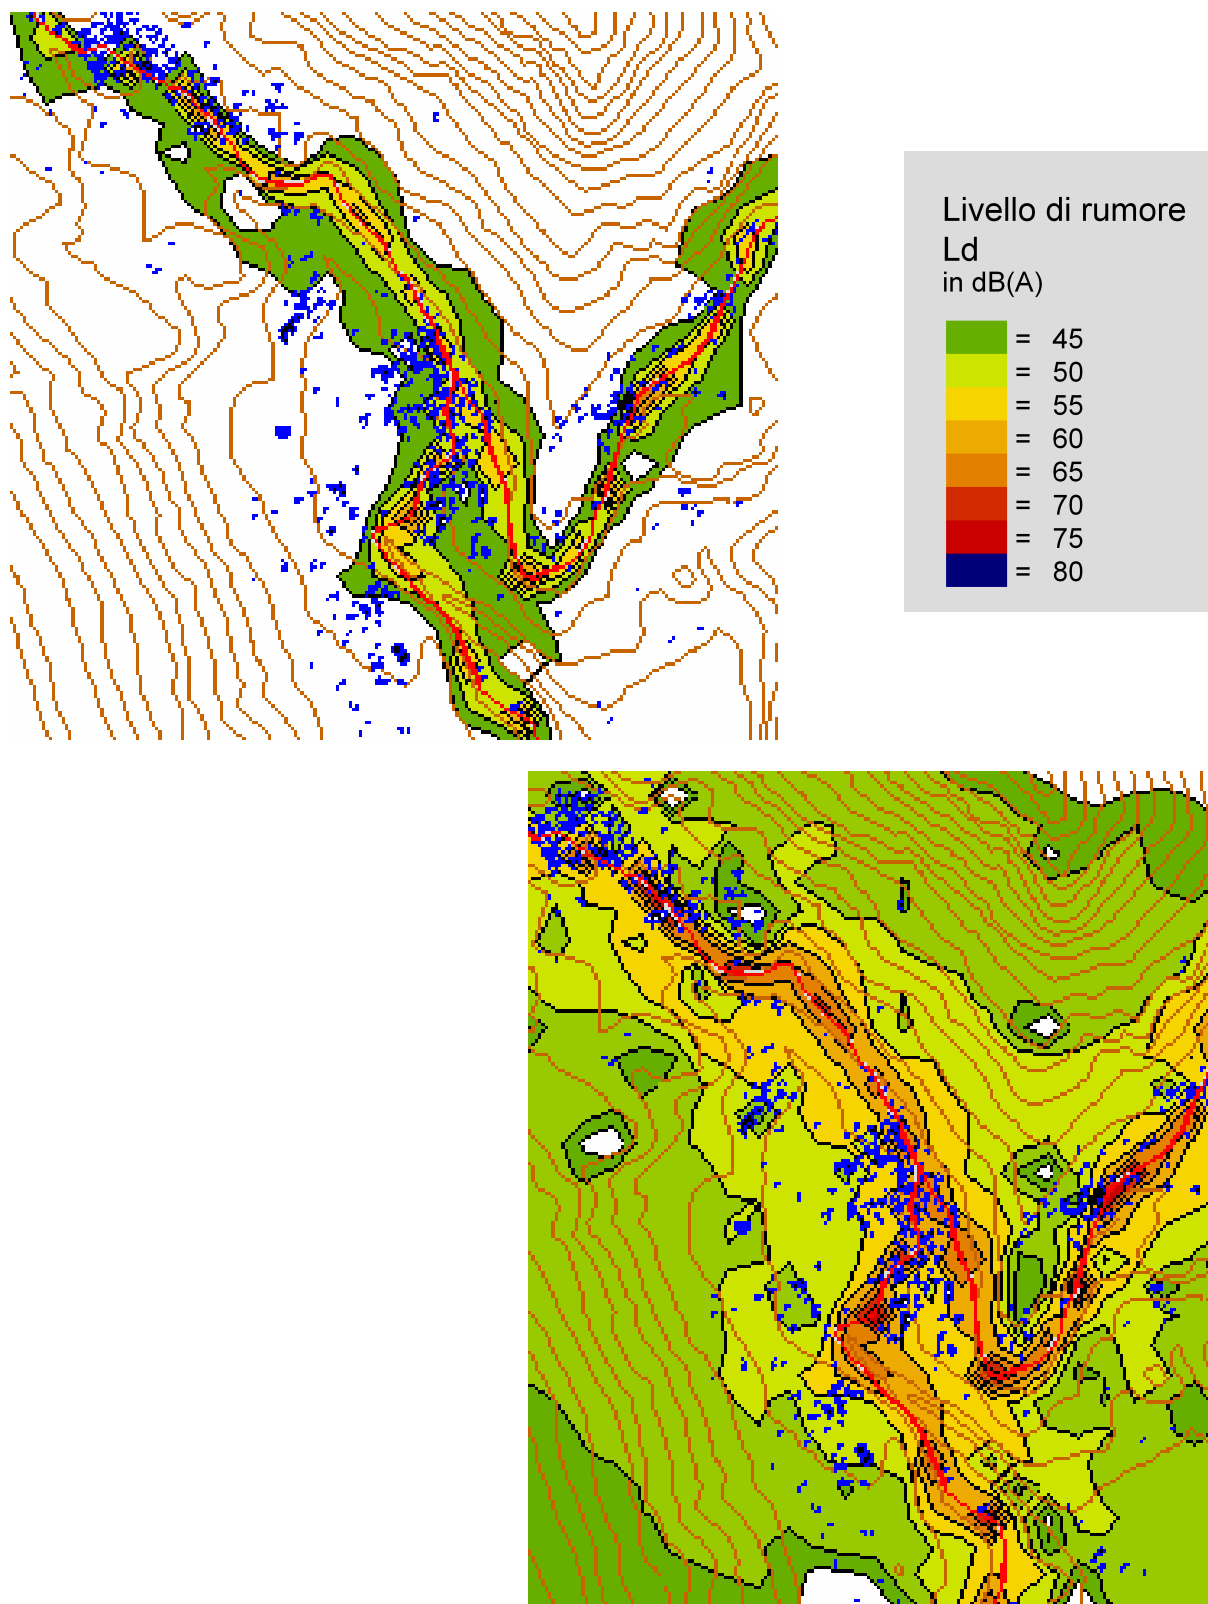 Livello di rumore
Ld
in dB(A)
= 45
= 50
= 55
= 60
= 65
= 70
= 75
= 80